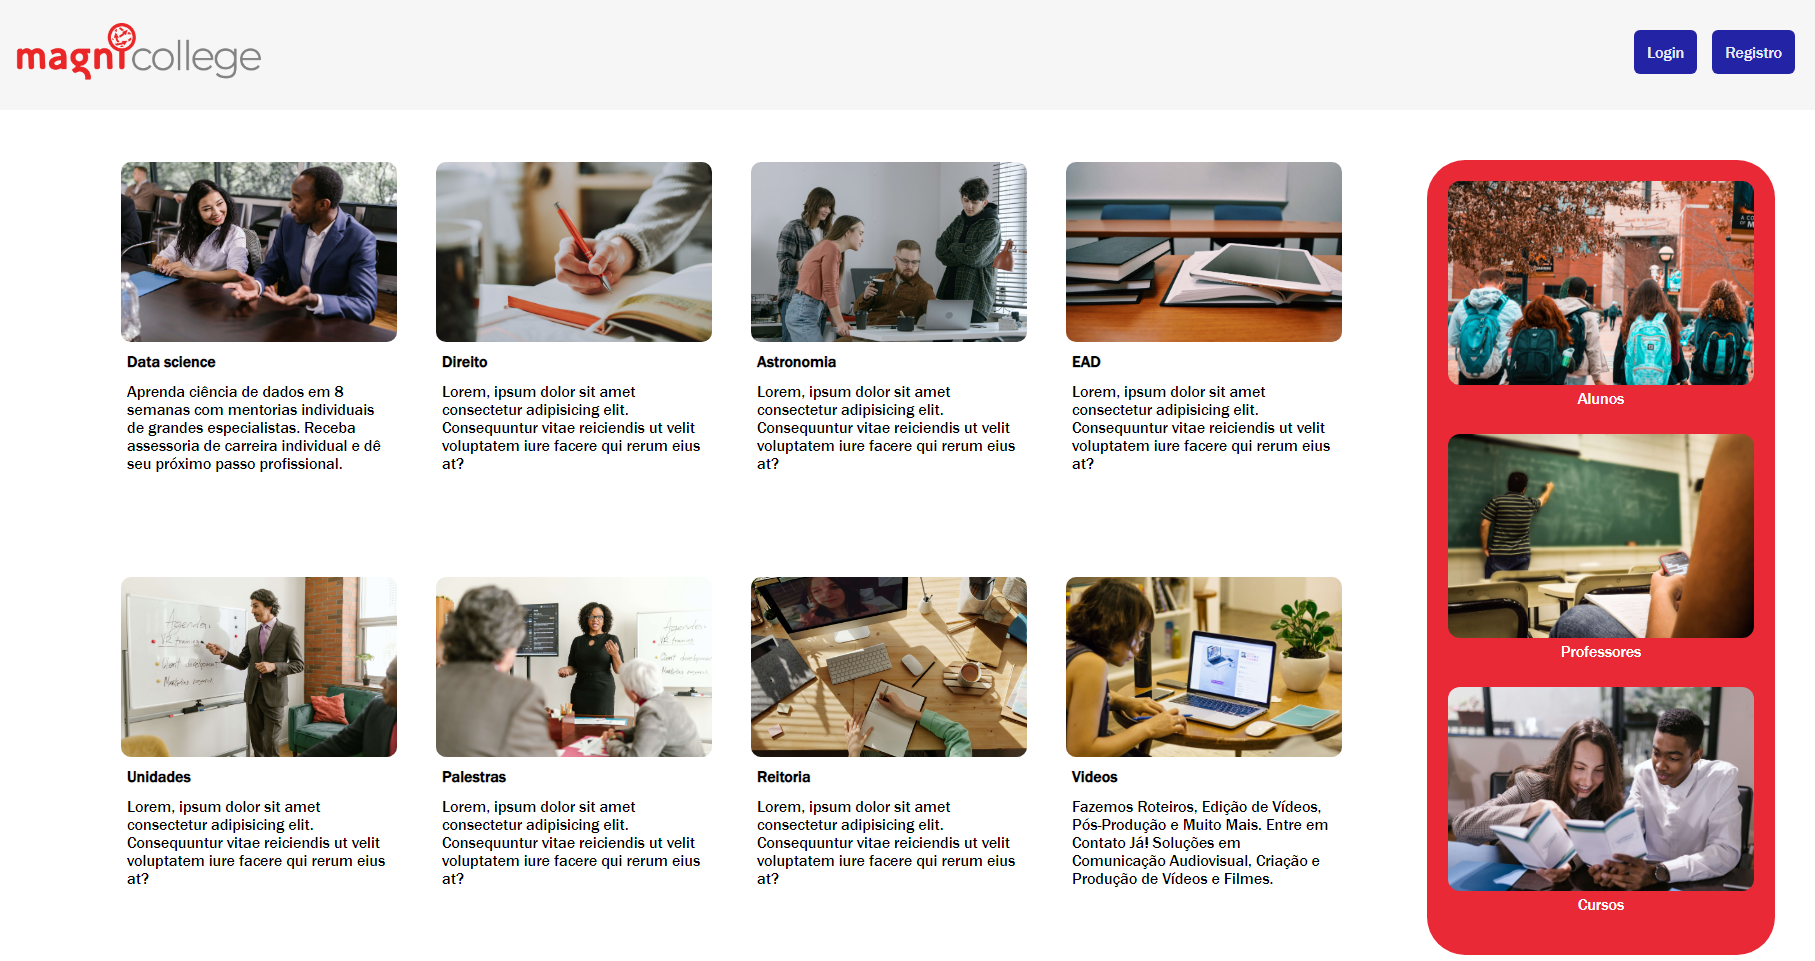 magnicollege
Login
Registro
Data science
Aprenda ciência de dados em 8
semanas com mentorias individuais
de grandes especialistas. Receba
assessoria de carreira individual e dê
seu próximo passo profissional.
Direito
Lorem, ipsum dolor sit amet
consectetur adipisicing elit.
Consequuntur vitae reiciendis ut velit
voluptatem iure facere qui rerum eius
at?
Astronomia
Lorem, ipsum dolor sit amet
consectetur adipisicing elit.
Consequuntur vitae reiciendis ut velit
voluptatem iure facere qui rerum eius
at?
EAD
Lorem, ipsum dolor sit amet
consectetur adipisicing elit.
Consequuntur vitae reiciendis ut velit
voluptatem iure facere qui rerum eius
at?
Agenda
VR training
Client development
Unidades
Lorem, ipsum dolor sit amet
consectetur adipisicing elit.
Consequuntur vitae reiciendis ut velit
voluptatem iure facere qui rerum eius
at?
Agenda
Client development
Palestras
Lorem, ipsum dolor sit amet
consectetur adipisicing elit.
Consequuntur vitae reiciendis ut velit
voluptatem iure facere qui rerum eius
at?
Reitoria
Lorem, ipsum dolor sit amet
consectetur adipisicing elit.
Consequuntur vitae reiciendis ut velit
voluptatem iure facere qui rerum eius
at?
Videos
Fazemos Roteiros, Edição de Vídeos,
Pós-Produção e Muito Mais. Entre em
Contato Já! Soluções em
Comunicação Audiovisual, Criação e
Produção de Vídeos e Filmes.
Alunos
Professores
Cursos